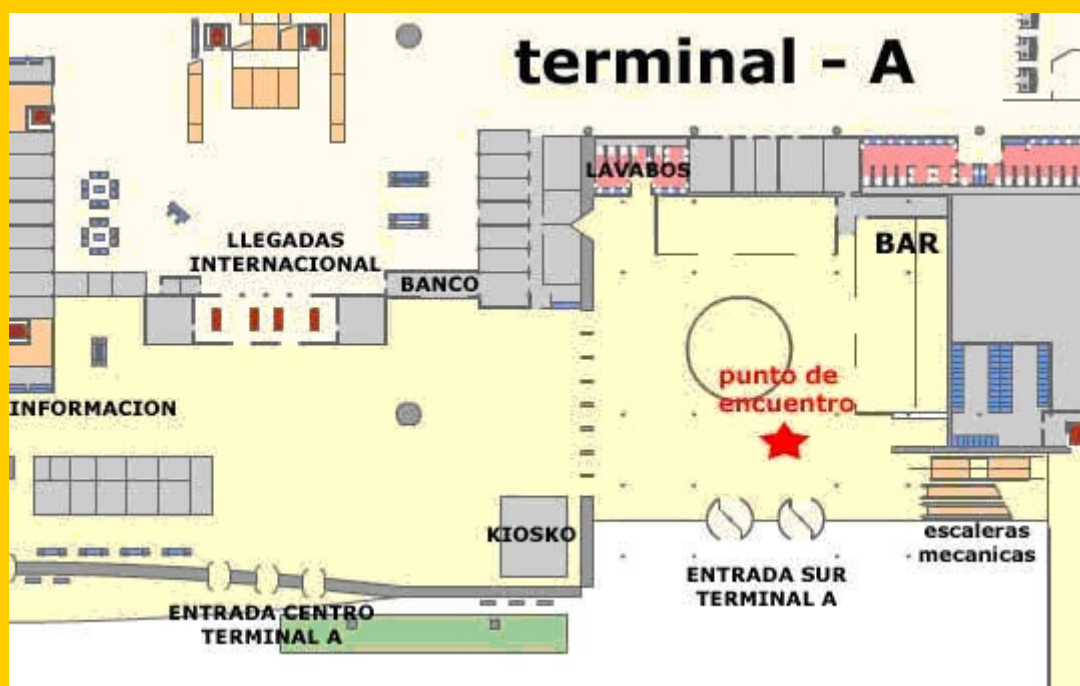 terminal - A
LAVABOS
LLEGADAS
INTERNACIONAL
BANCO
BAR
punto de
encuentro
INFORMACION
KIOSKO
escaleras
mecanicas
ENTRADA SUR
TERMINAL A
ENTRADA CENTRO
TERMINAL A